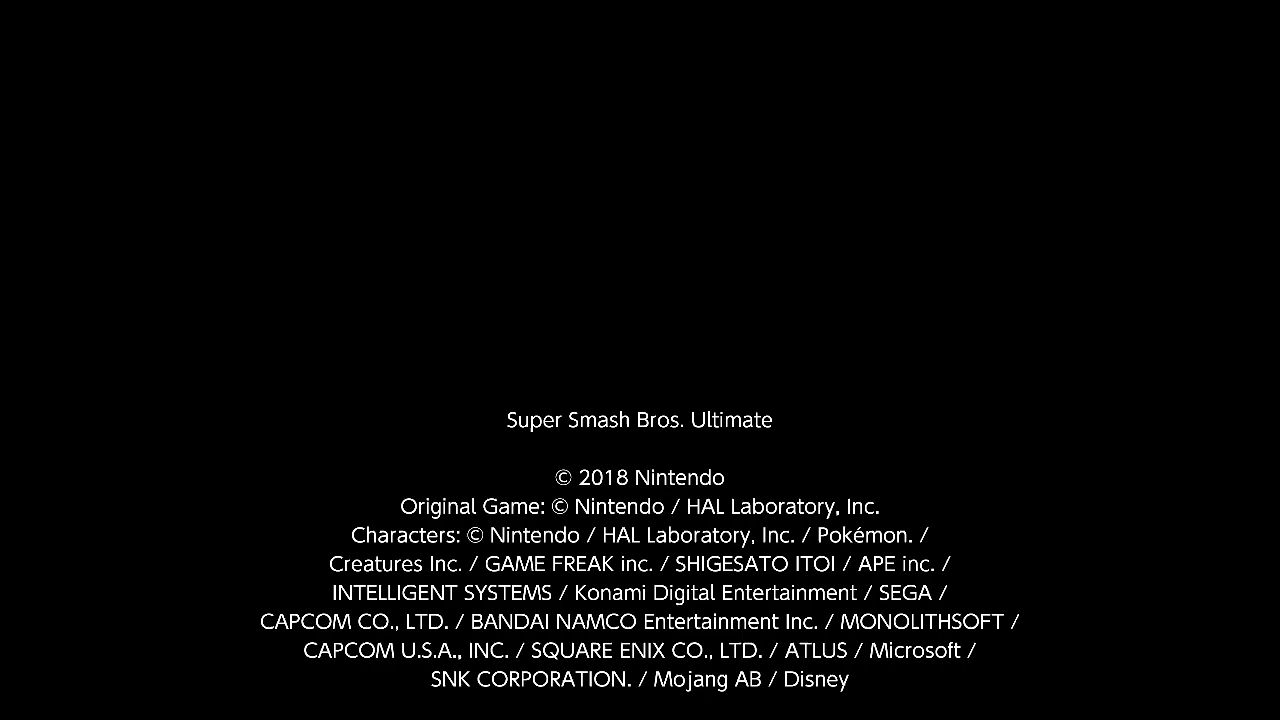 Super Smash Bros. Ultimate
© 2018 Nintendo
Original Game: © Nintendo / HAL Laboratory, Inc.
Characters: © Nintendo / HAL Laboratory, Inc. / Pokémon. /
Creatures Inc. / GAME FREAK inc. / SHIGESATO ITOI / APE inc. /
INTELLIGENT SYSTEMS / Konami Digital Entertainment / SEGA /
CAPCOM CO., LTD. / BANDAI NAMCO Entertainment Inc. / MONOLITHSOFT /
CAPCOM U.S.A., INC. / SQUARE ENIX CO., LTD. / ATLUS / Microsoft /
SNK CORPORATION. / Mojang AB / Disney